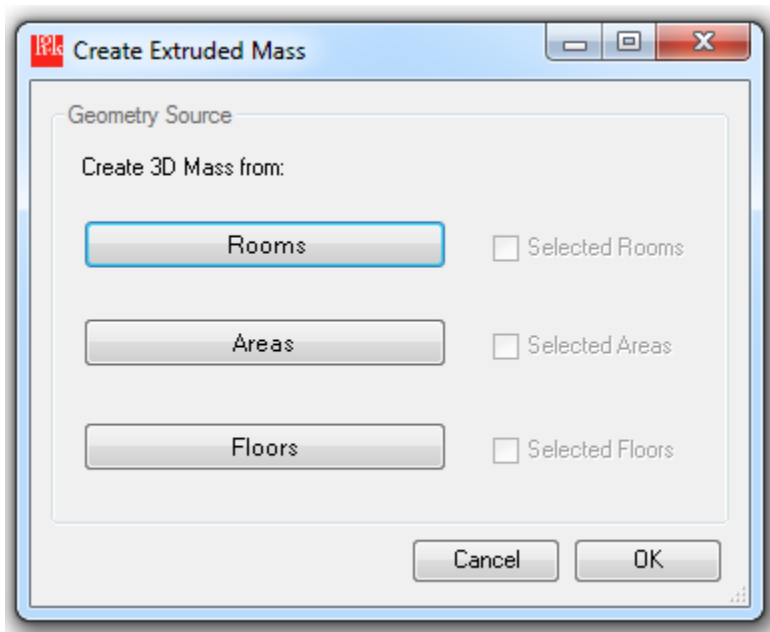 Create Extruded Mass
Geometry Source
Create 3D Mass from:
Rooms
Selected Rooms
Areas
Selected Areas
Floors
Selected Floors
Cancel
OK